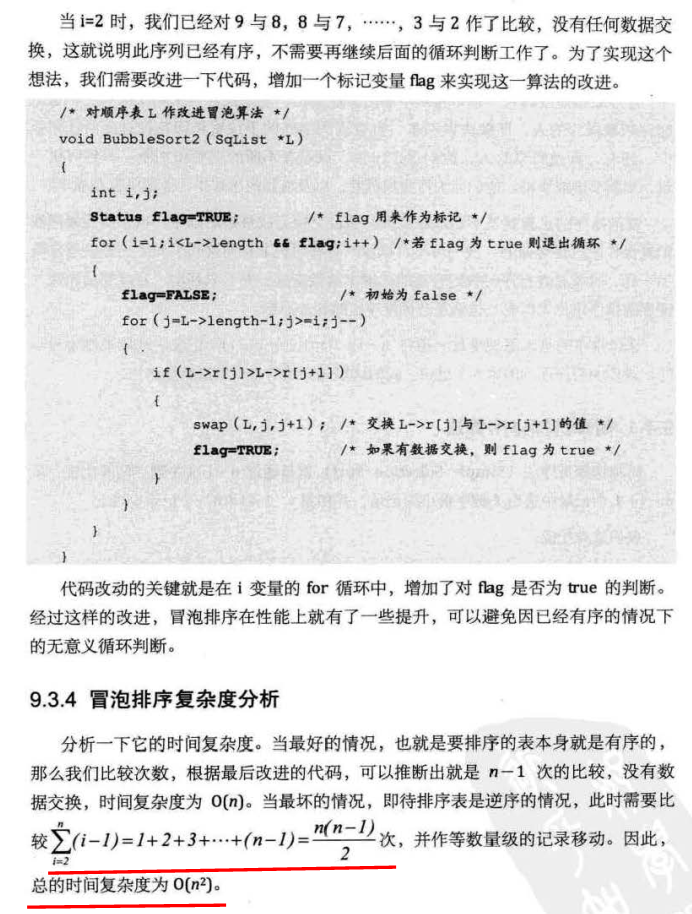 当 i=2 时，我们已经对 9 与 8，8 与 7，……，3 与 2 作了比较，没有任何数据交
换，这就说明此序列已经有序，不需要再继续后面的循环判断工作了。为了实现这个
想法，我们需要改进一下代码，增加一个标记变量 flag 来实现这一算法的改进。
/* 对顺序表 L 作改进冒泡算法 */
void BubbleSort2(SqList *L)
{
int i,j;
Status flag=TRUE; /* flag 用来作为标记 */
for(i=1;i<L->length && flag;i++) /*若 flag 为 true 则退出循环 */
{
flag=FALSE; /* 初始为 false */
for(j=L->length-1;j>=i;j--)
{
if(L->r[j]>L->r[j+1])
{
swap(L,j,j+1); /* 交换 L->r[j]与 L->r[j+1]的值 */
flag=TRUE; /* 如果有数据交换，则 flag 为 true */
}
}
}
}
代码改动的关键就是在 i 变量的 for 循环中，增加了对 flag 是否为 true 的判断。
经过这样的改进，冒泡排序在性能上就有了一些提升，可以避免因已经有序的情况下
的无意义循环判断。
9.3.4 冒泡排序复杂度分析
分析一下它的时间复杂度。当最好的情况，也就是要排序的表本身就是有序的，
那么我们比较次数，根据最后改进的代码，可以推断出就是 n−1 次的比较，没有数
据交换，时间复杂度为 O(n)。当最坏的情况，即待排序表是逆序的情况，此时需要比
较 ∑_{i=2}^{n}(i−1)=1+2+3+⋯+(n−1)=n(n−1)/2 次，并作等数量级的记录移动。因此，
总的时间复杂度为 O(n²)。